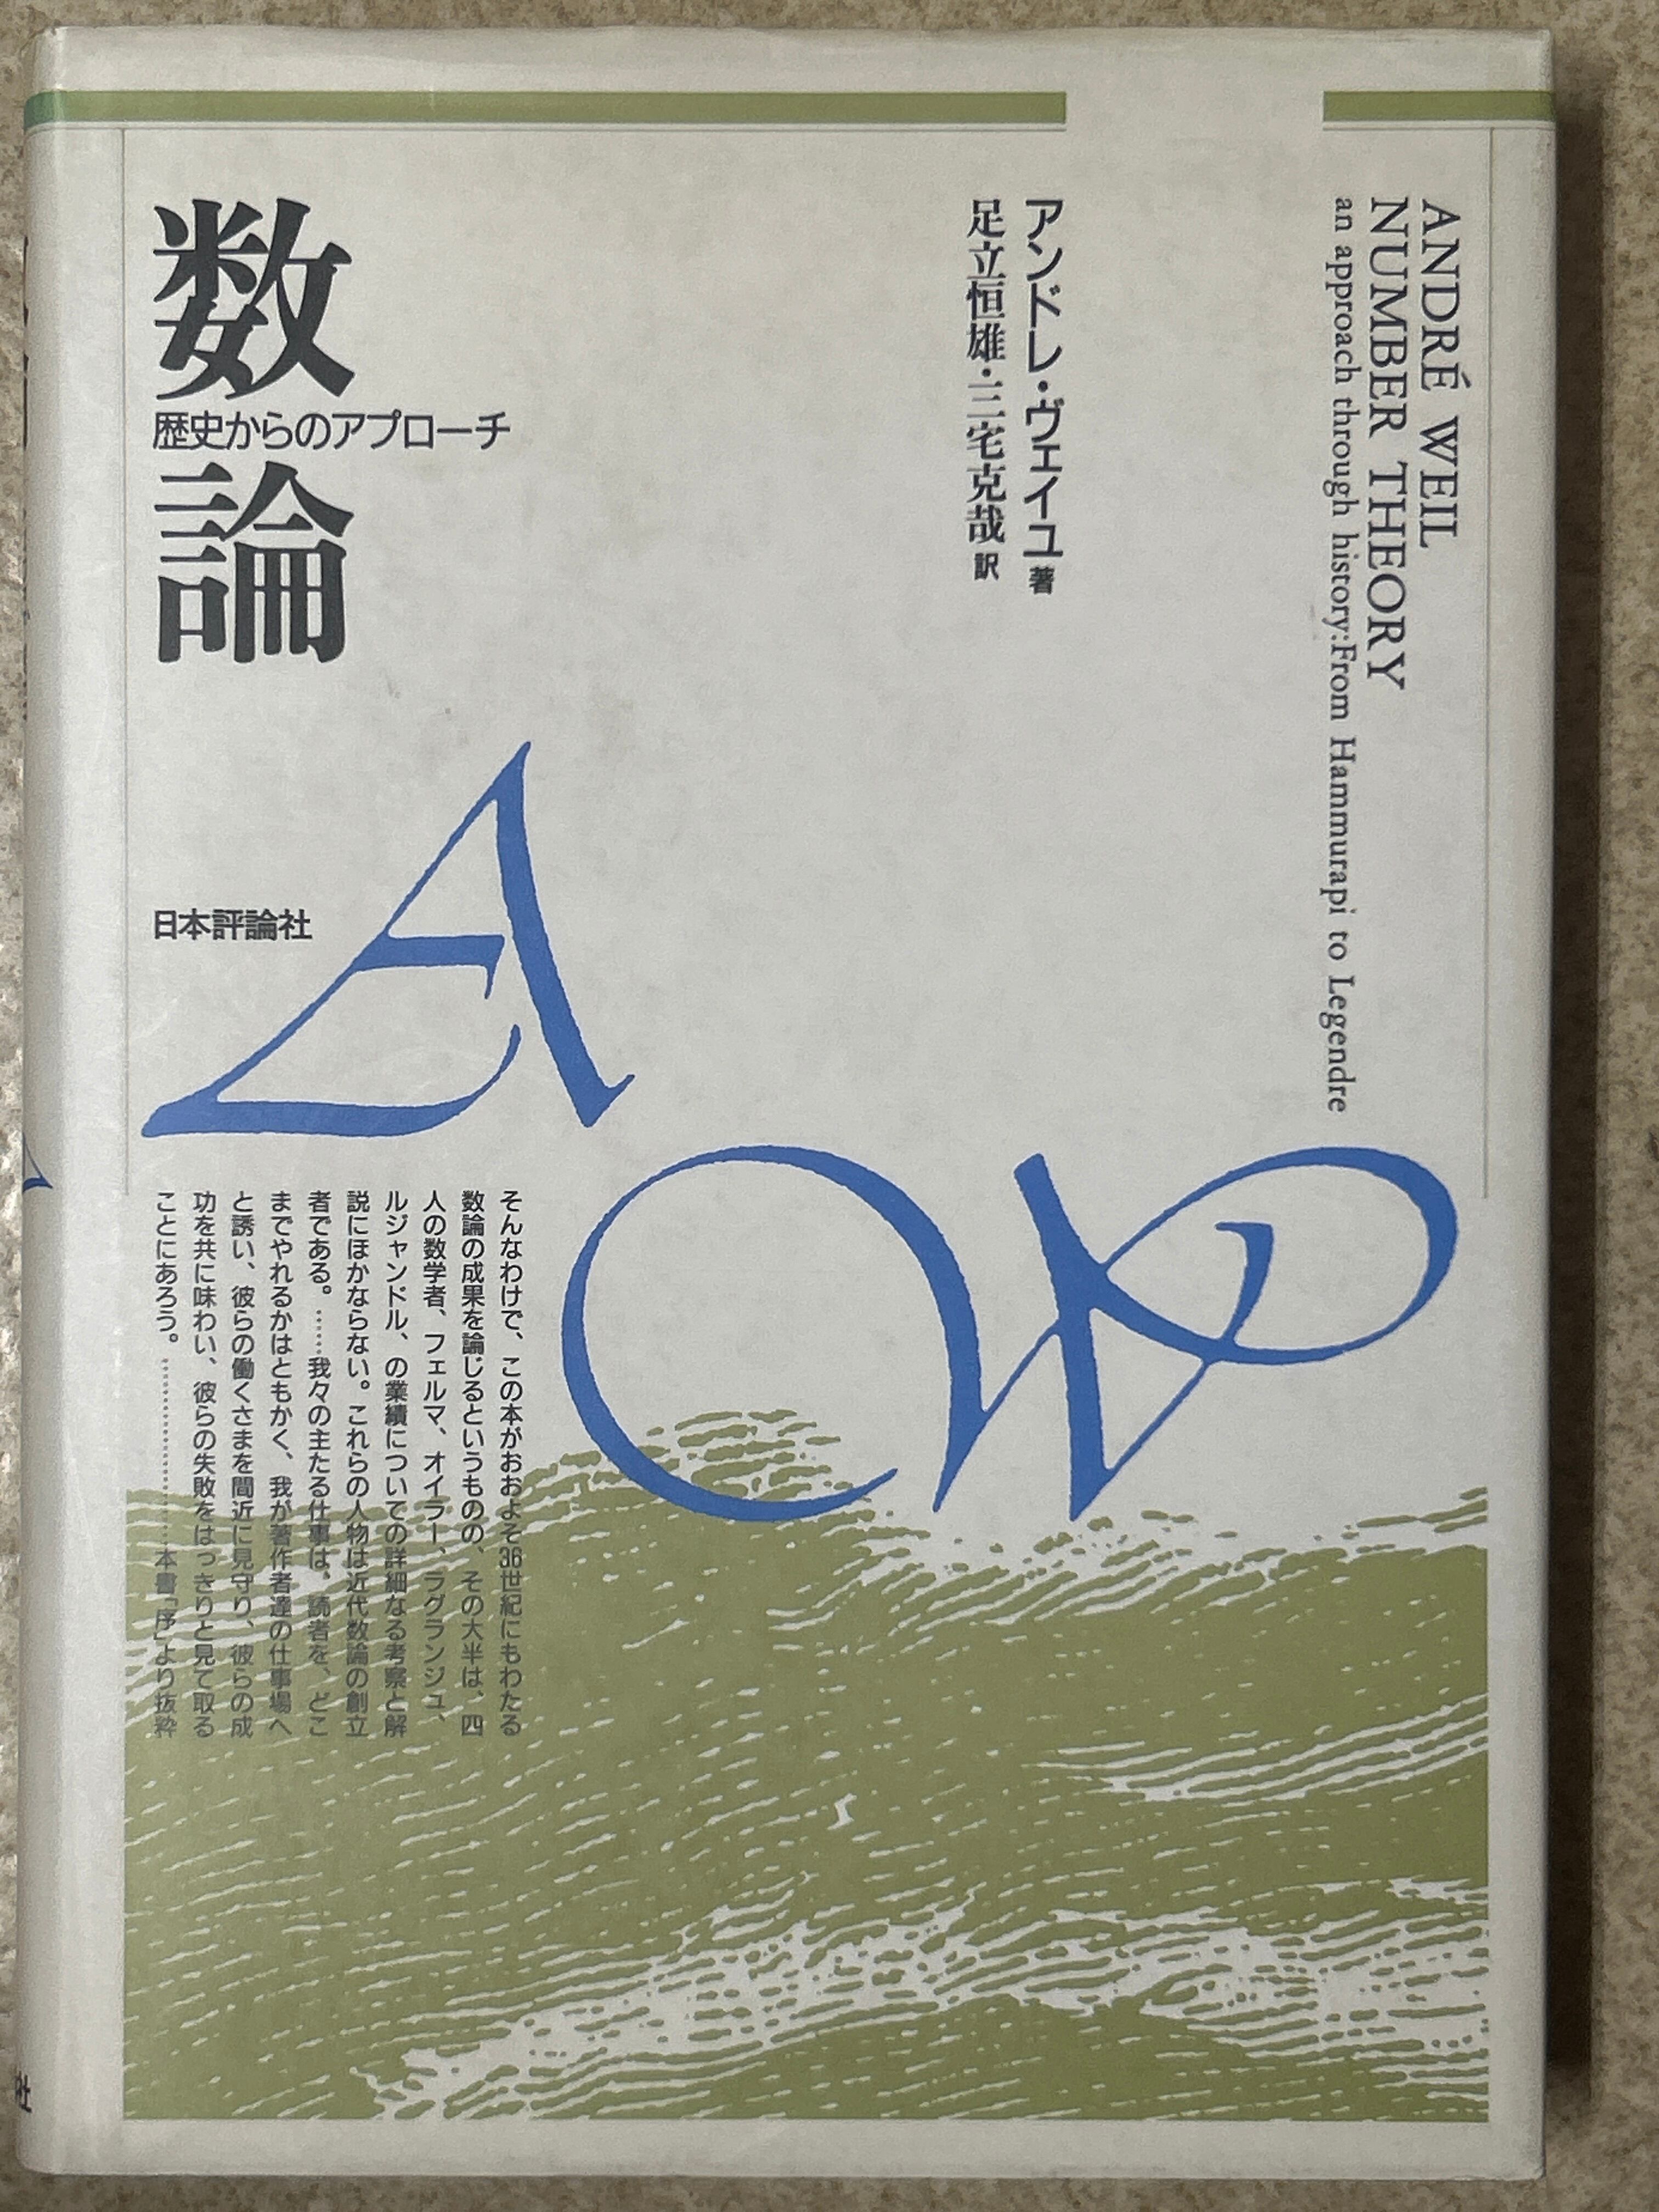 ANDRÉ WEIL
NUMBER THEORY
an approach through history:From Hammurapi to Legendre
アンドレ・ヴェイユ 著
足立恒雄・三宅克哉 訳
数
歴史からのアプローチ
論
日本評論社
AW
そんなわけで、この本がおおよそ36世紀にもわたる
数論の成果を論じるというものの、その大半は、四
人の数学者、フェルマ、オイラー、ラグランジュ、
ルジャンドル、の業績についての詳細なる考察と解
説にほかならない。これらの人物は近代数論の創立
者である。……我々の主たる仕事は、読者を、どこ
までやれるかはともかく、我が著作者達の仕事場へ
と誘い、彼らの働くさまを間近に見守り、彼らの成
功を共に味わい、彼らの失敗をはっきりと見て取る
ことにあろう。……………………本書「序」より抜粋
社